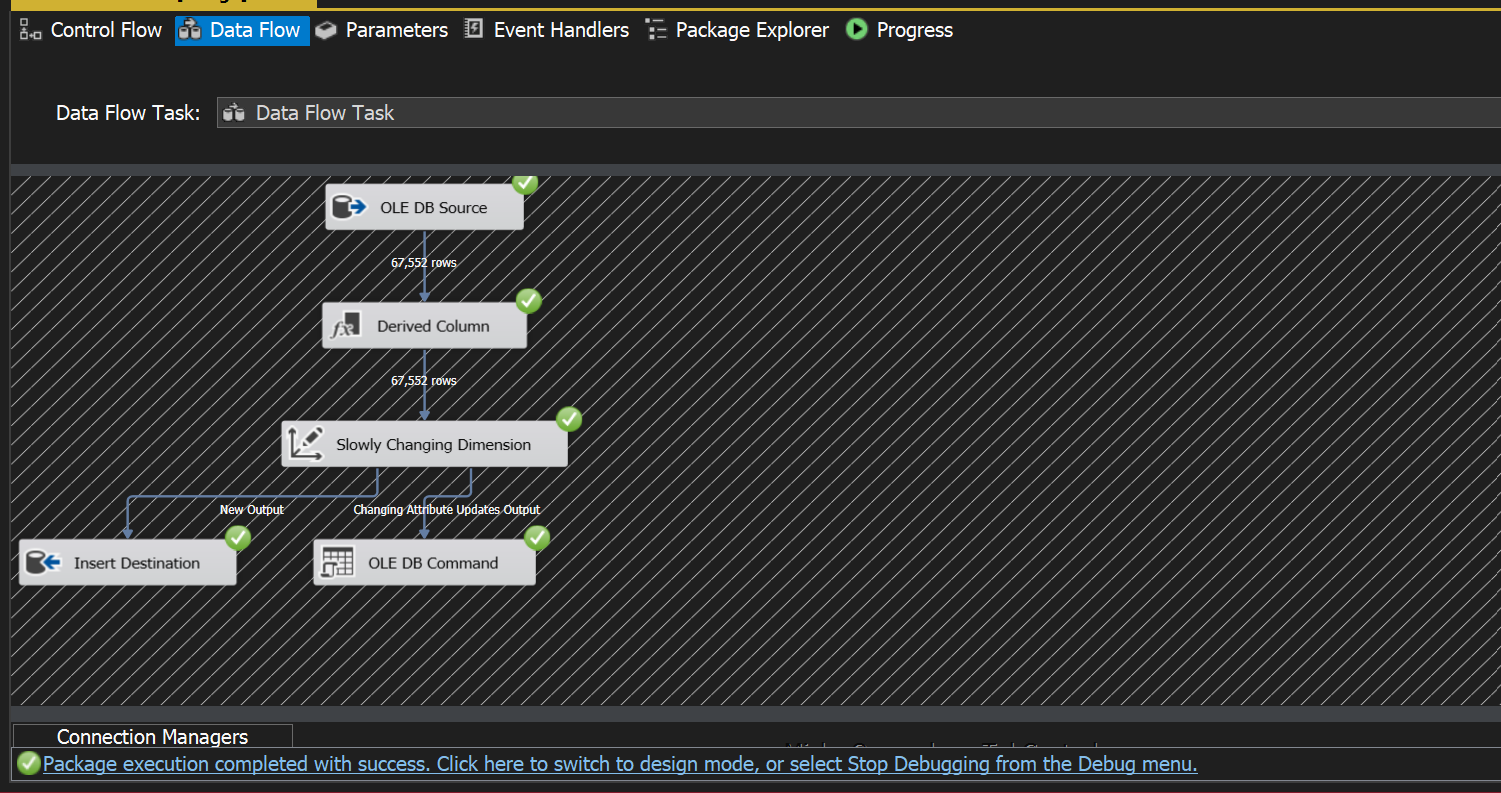 Control Flow Data Flow Parameters Event Handlers Package Explorer Progress
Data Flow Task: Data Flow Task
OLE DB Source
67,552 rows
Derived Column
67,552 rows
Slowly Changing Dimension
New Output Changing Attribute Updates Output
Insert Destination OLE DB Command
Connection Managers
Package execution completed with success. Click here to switch to design mode, or select Stop Debugging from the Debug menu.